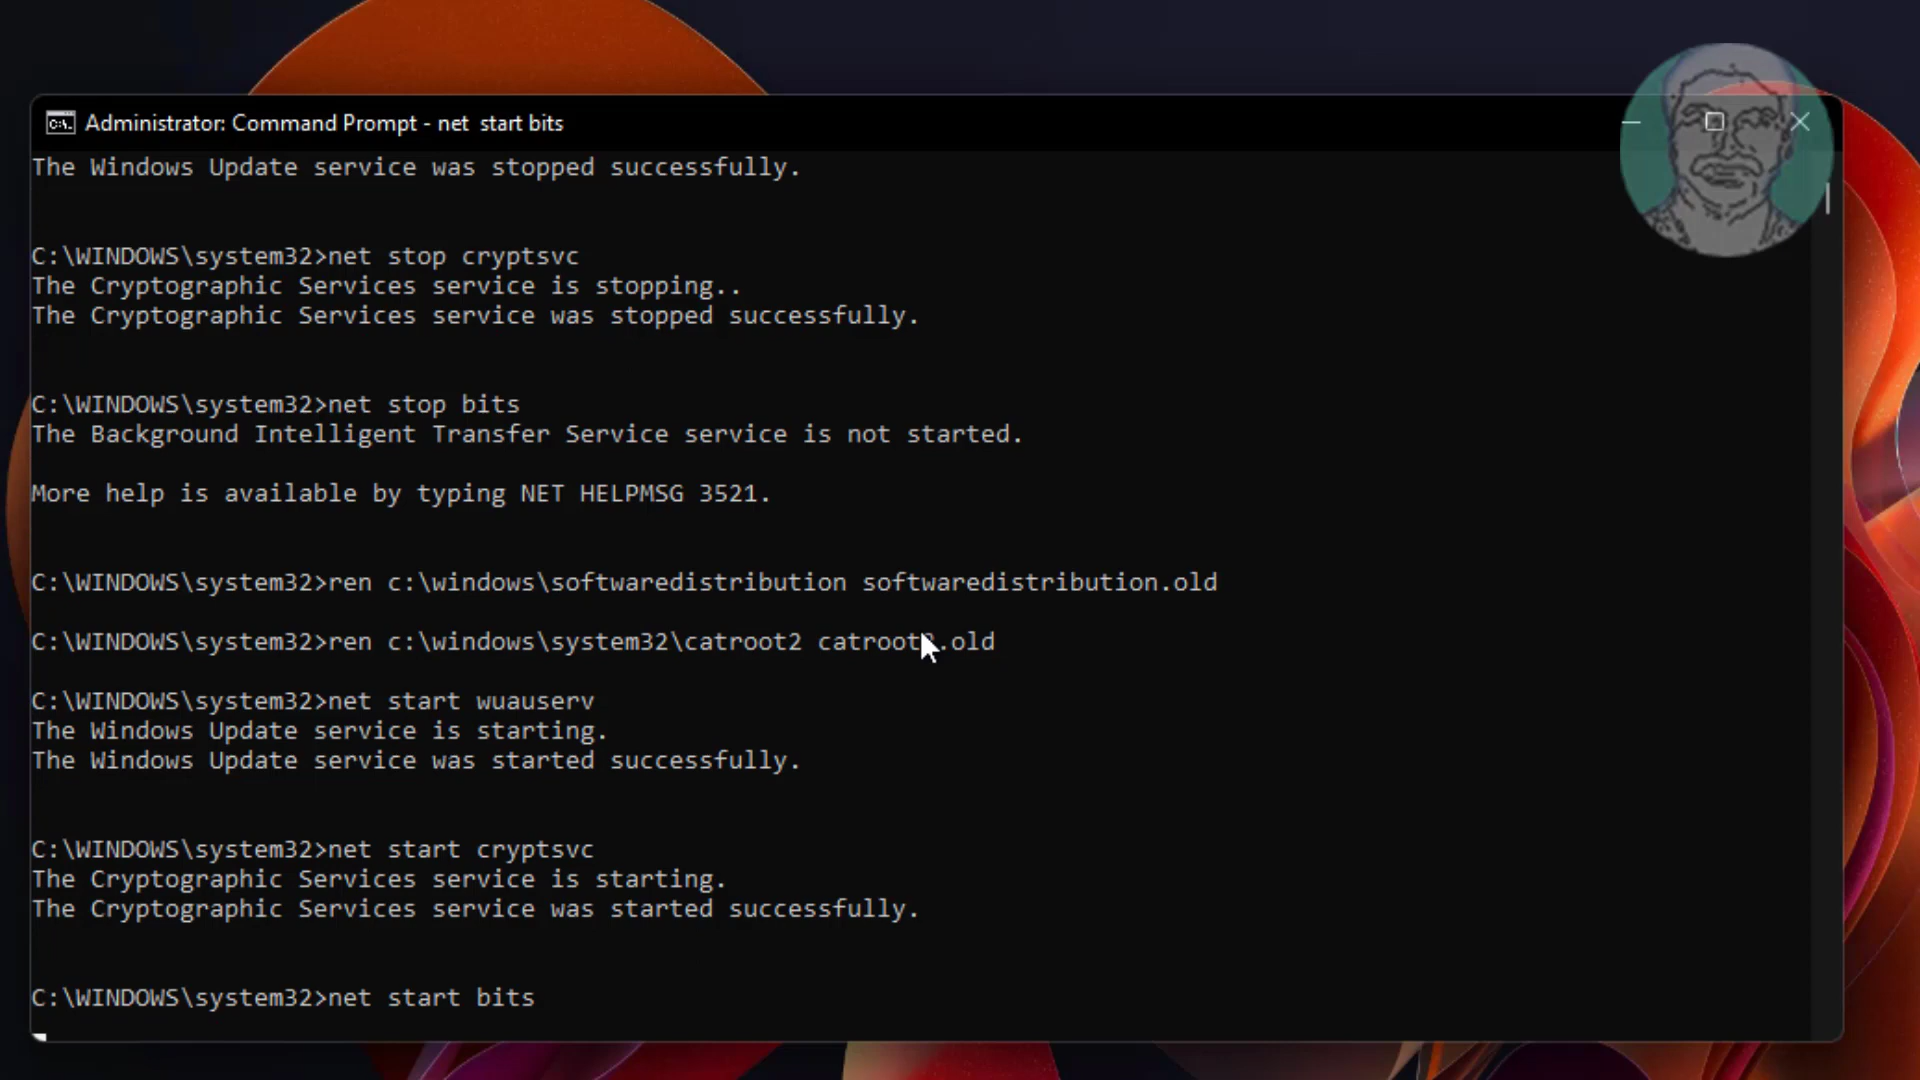 Administrator: Command Prompt - net  start bits
The Windows Update service was stopped successfully.
C:\WINDOWS\system32>net stop cryptsvc
The Cryptographic Services service is stopping..
The Cryptographic Services service was stopped successfully.
C:\WINDOWS\system32>net stop bits
The Background Intelligent Transfer Service service is not started.
More help is available by typing NET HELPMSG 3521.
C:\WINDOWS\system32>ren c:\windows\softwaredistribution softwaredistribution.old
C:\WINDOWS\system32>ren c:\windows\system32\catroot2 catroot2.old
C:\WINDOWS\system32>net start wuauserv
The Windows Update service is starting.
The Windows Update service was started successfully.
C:\WINDOWS\system32>net start cryptsvc
The Cryptographic Services service is starting.
The Cryptographic Services service was started successfully.
C:\WINDOWS\system32>net start bits